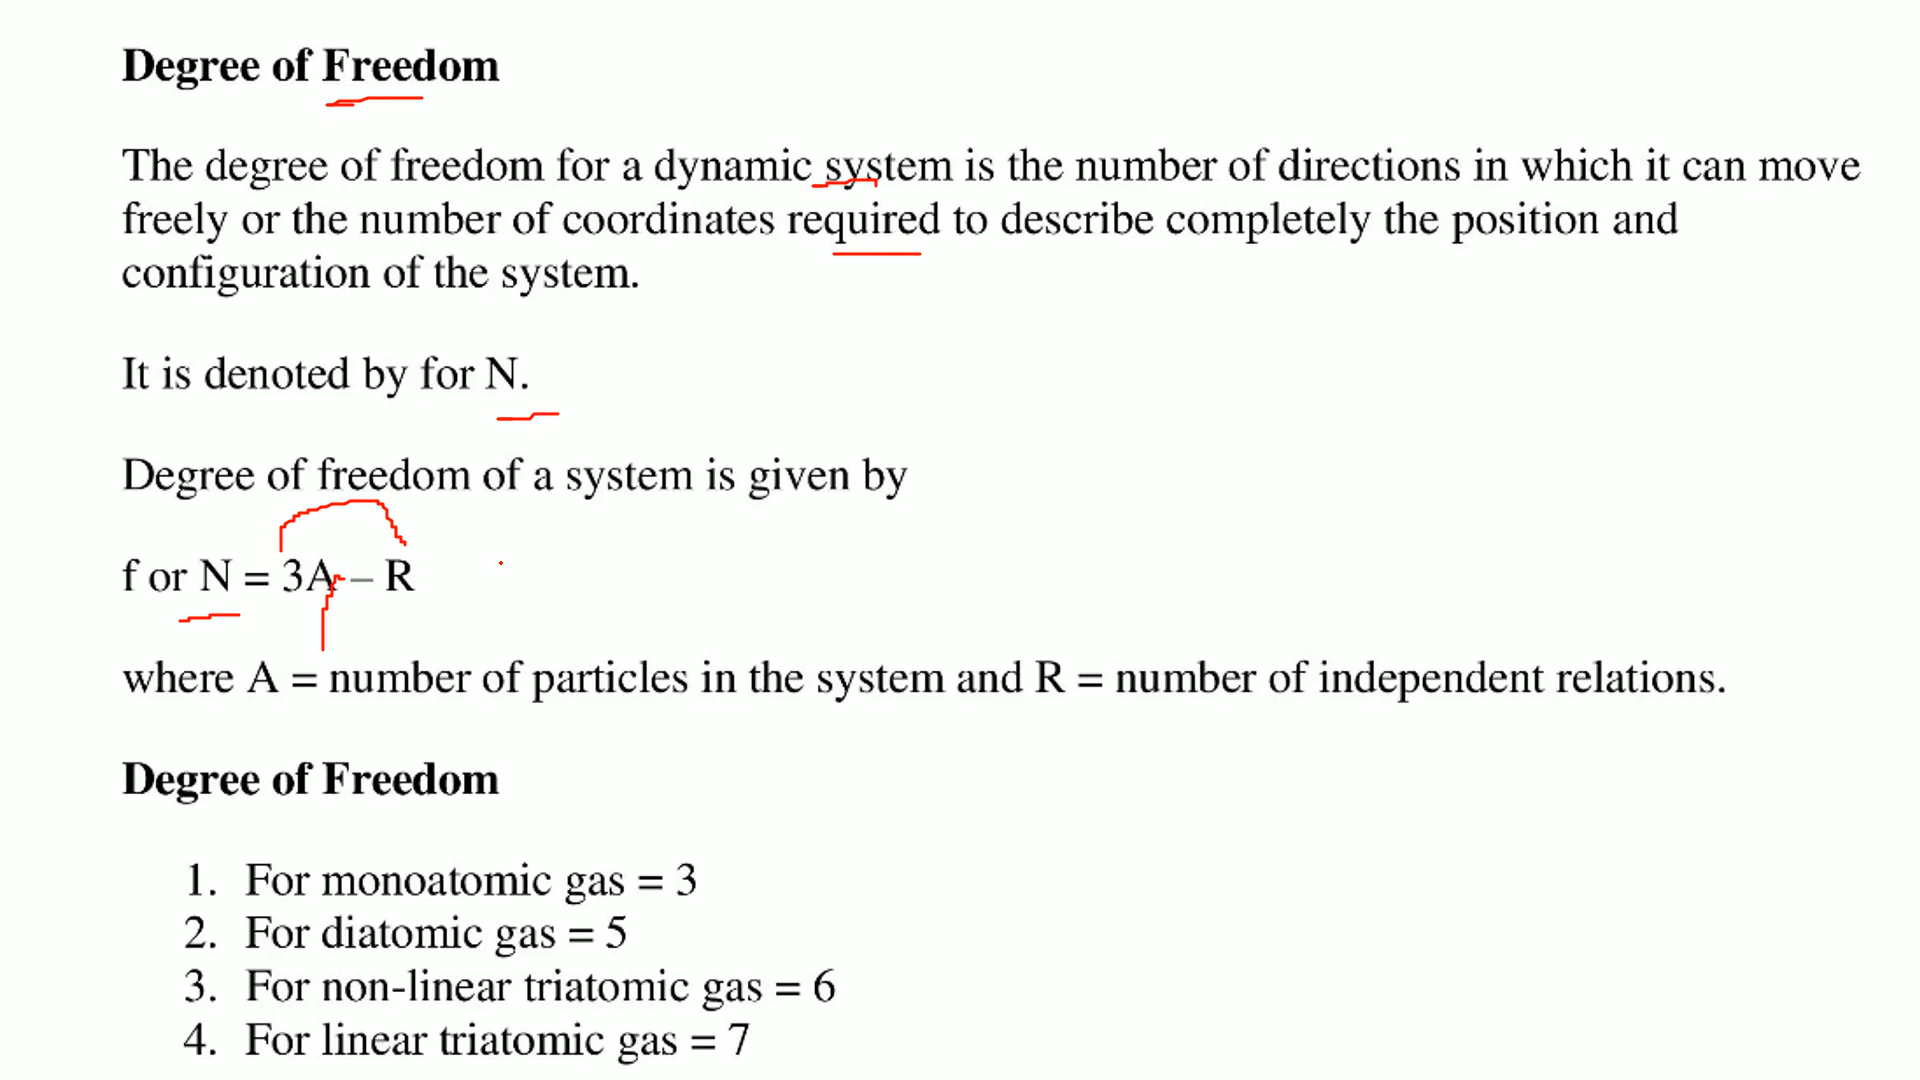 Degree of Freedom
The degree of freedom for a dynamic system is the number of directions in which it can move
freely or the number of coordinates required to describe completely the position and
configuration of the system.
It is denoted by for N.
Degree of freedom of a system is given by
f or N = 3A – R
where A = number of particles in the system and R = number of independent relations.
Degree of Freedom
1. For monoatomic gas = 3
2. For diatomic gas = 5
3. For non-linear triatomic gas = 6
4. For linear triatomic gas = 7